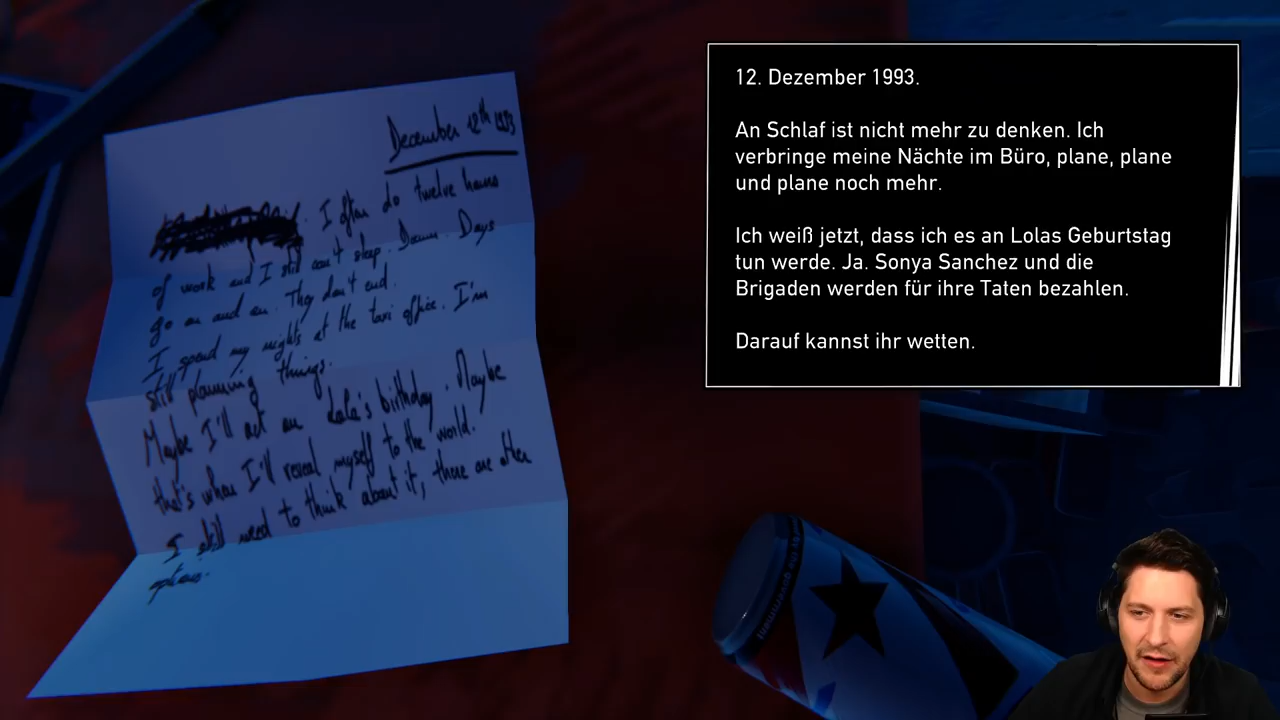 December 12th 1993
. I often do twelve hours
of work and I still can't sleep. Damn. Days
go on and on. They don't end.
I spend my nights at the taxi office. I'm
still planning things.
Maybe I'll act on Lola's birthday. Maybe
that's when I'll reveal myself to the world.
I still need to think about it, there are other
options.
12. Dezember 1993.
An Schlaf ist nicht mehr zu denken. Ich
verbringe meine Nächte im Büro, plane, plane
und plane noch mehr.
Ich weiß jetzt, dass ich es an Lolas Geburtstag
tun werde. Ja. Sonya Sanchez und die
Brigaden werden für ihre Taten bezahlen.
Darauf kannst ihr wetten.
the government